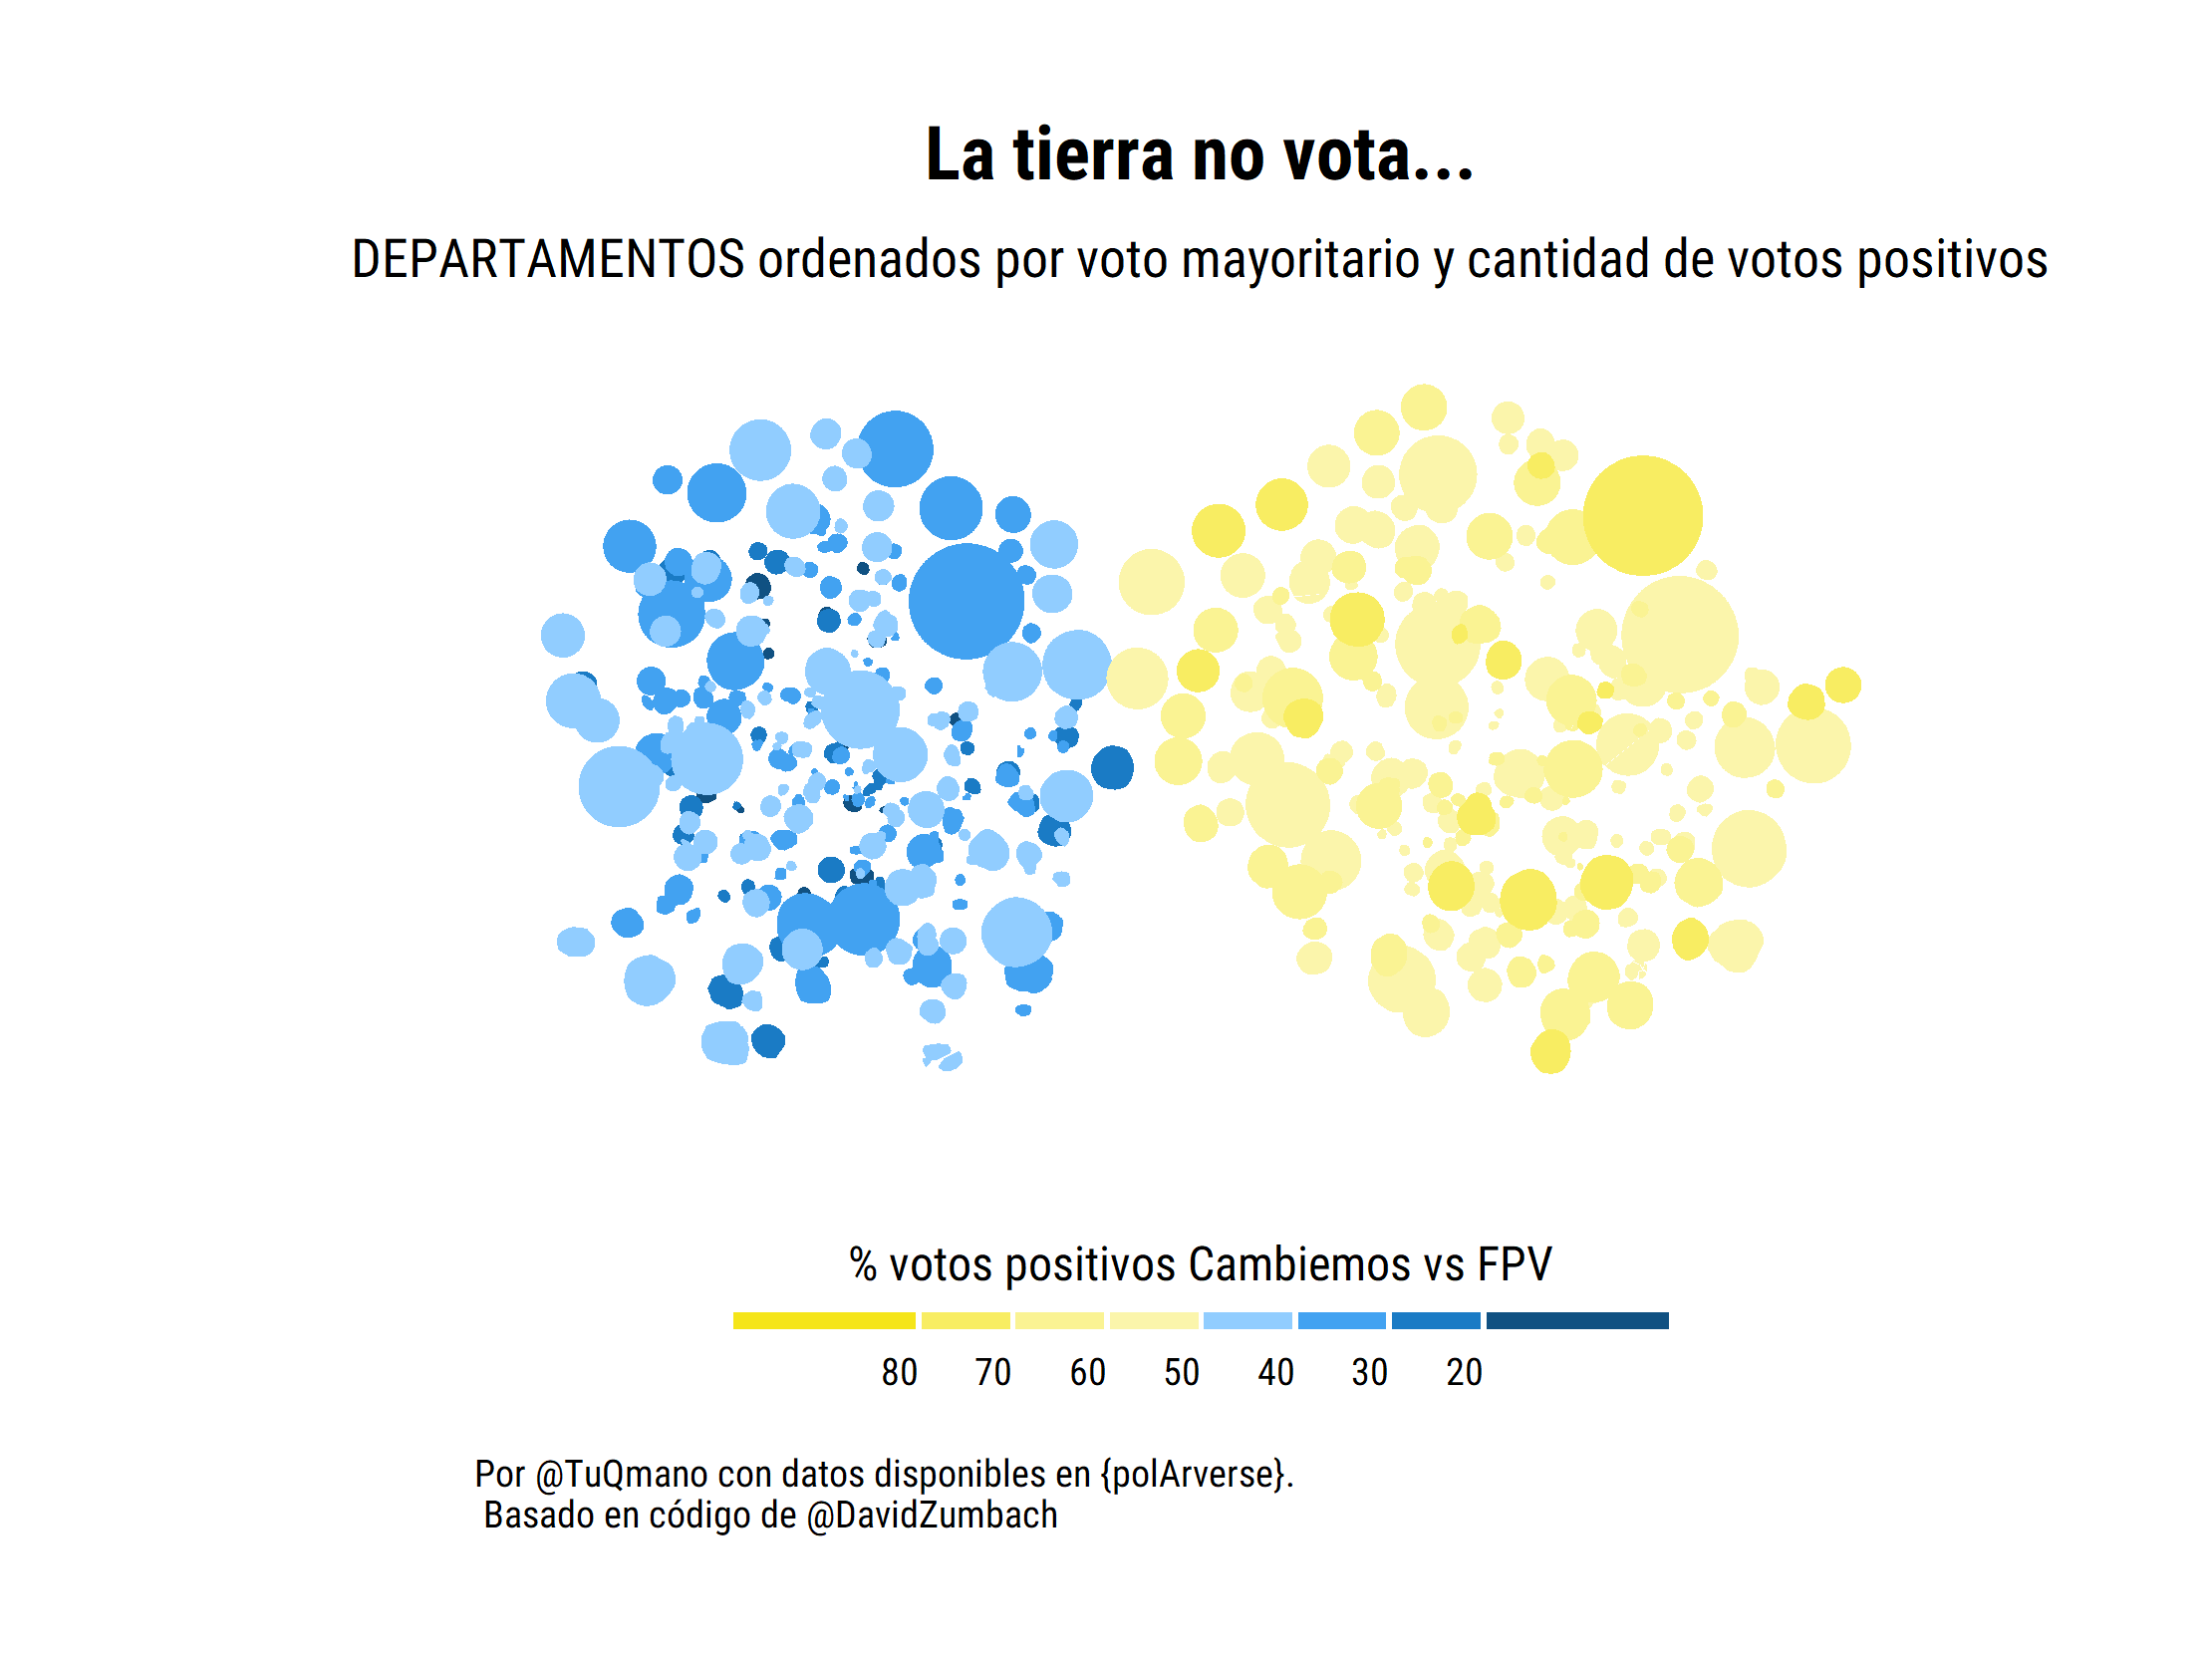 La tierra no vota...
DEPARTAMENTOS ordenados por voto mayoritario y cantidad de votos positivos
% votos positivos Cambiemos vs FPV
80 70 60 50 40 30 20
Por @TuQmano con datos disponibles en {polArverse}.
Basado en código de @DavidZumbach